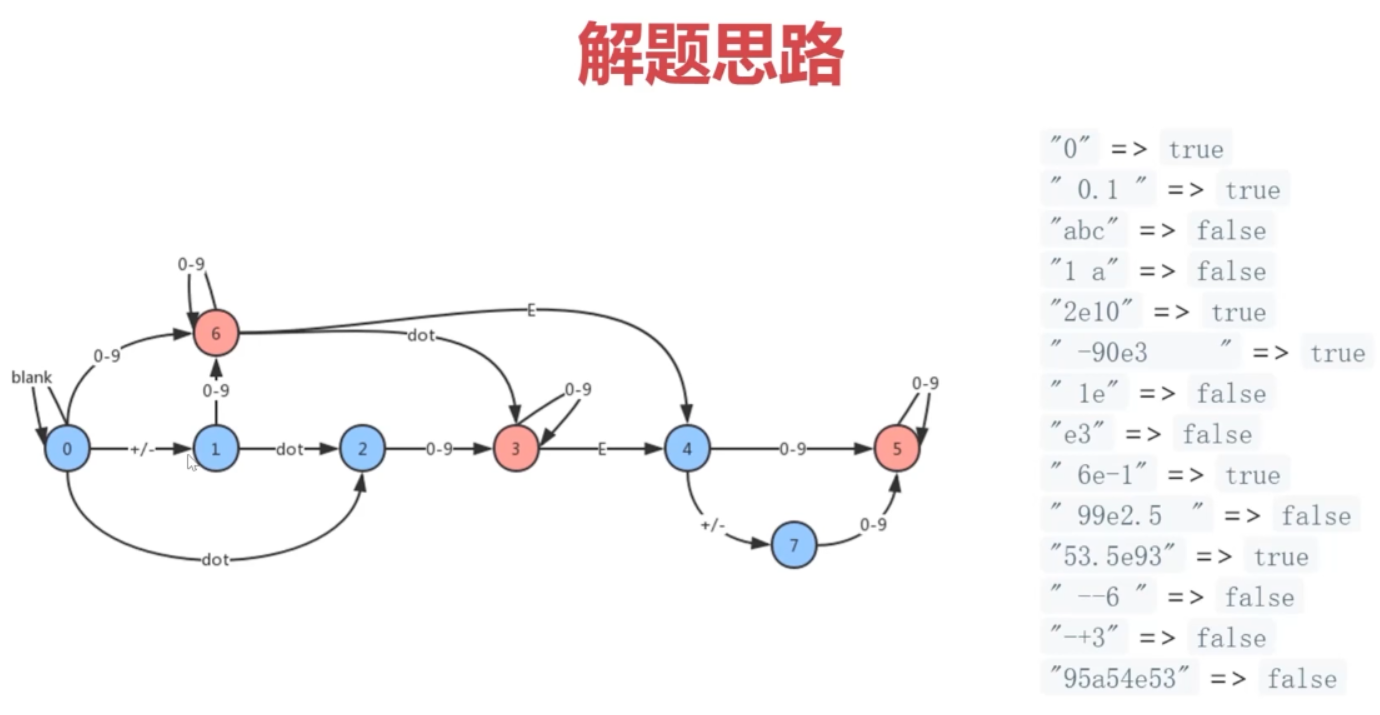 解题思路
"0" => true
" 0.1 " => true
"abc" => false
"1 a" => false
"2e10" => true
" -90e3      " => true
" 1e" => false
"e3" => false
" 6e-1" => true
" 99e2.5  " => false
"53.5e93" => true
" --6 " => false
"-+3" => false
"95a54e53" => false
0-9
6
E
dot
0-9
blank
0-9
0-9
0-9
0
+/-
1
dot
2
0-9
3
E
4
0-9
5
+/-
0-9
7
dot